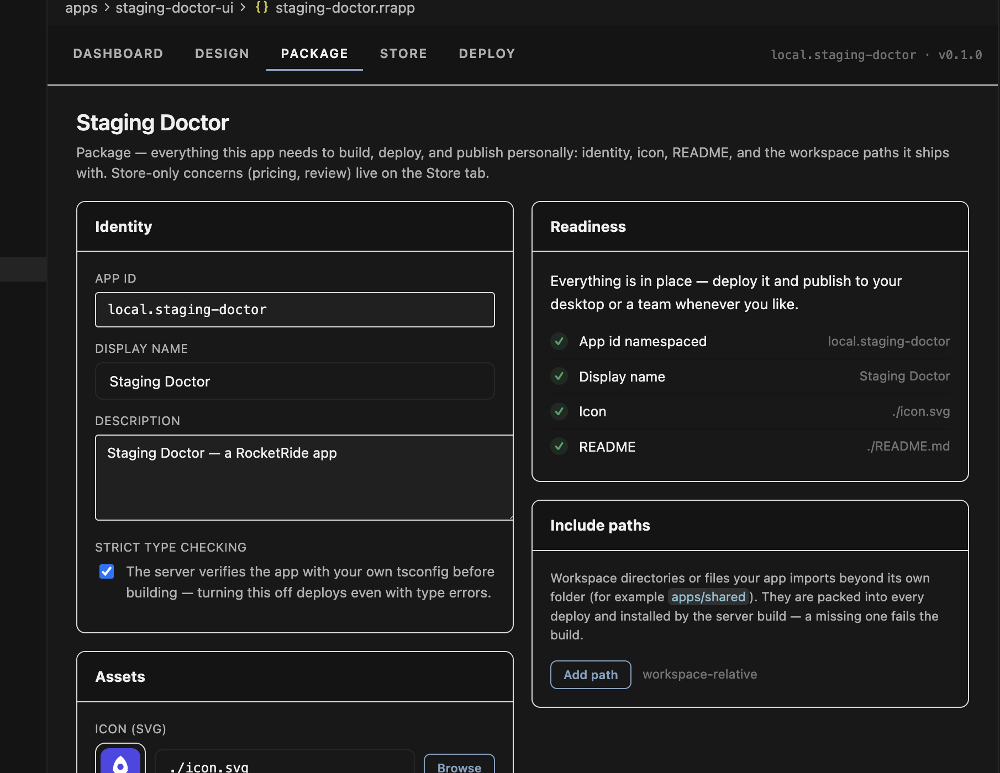 apps > staging-doctor-ui > {} staging-doctor.rrapp
DASHBOARD DESIGN PACKAGE STORE DEPLOY local.staging-doctor · v0.1.0
Staging Doctor
Package — everything this app needs to build, deploy, and publish personally: identity, icon, README, and the workspace paths it ships
with. Store-only concerns (pricing, review) live on the Store tab.
Identity
APP ID
local.staging-doctor
DISPLAY NAME
Staging Doctor
DESCRIPTION
Staging Doctor — a RocketRide app
STRICT TYPE CHECKING
The server verifies the app with your own tsconfig before
building — turning this off deploys even with type errors.
Assets
ICON (SVG)
./icon.svg
Browse
Readiness
Everything is in place — deploy it and publish to your
desktop or a team whenever you like.
App id namespaced local.staging-doctor
Display name Staging Doctor
Icon ./icon.svg
README ./README.md
Include paths
Workspace directories or files your app imports beyond its own
folder (for example apps/shared). They are packed into every
deploy and installed by the server build — a missing one fails the
build.
Add path workspace-relative